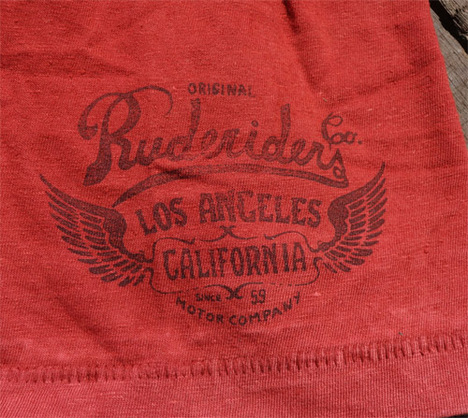 ORIGINAL
Ruderiders Co.
LOS ANGELES
CALIFORNIA
SINCE 59
MOTOR COMPANY